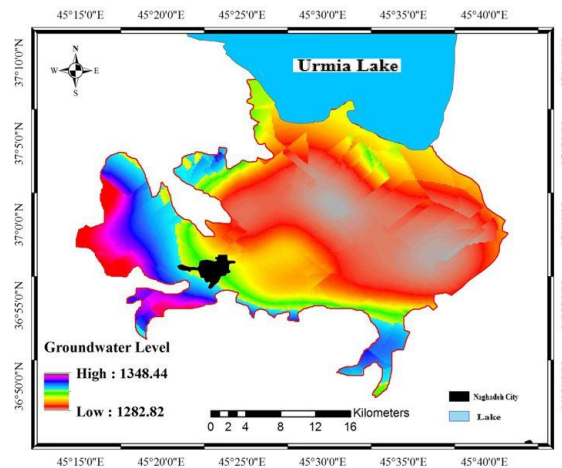 45°15'0"E 45°20'0"E 45°25'0"E 45°30'0"E 45°35'0"E 45°40'0"E
37°10'0"N
37°5'0"N
37°0'0"N
36°55'0"N
36°50'0"N
N
W E
S
Urmia Lake
Groundwater Level
High : 1348.44
Low : 1282.82
Kilometers
0 2 4 8 12 16
Naghadeh City
Lake
45°15'0"E 45°20'0"E 45°25'0"E 45°30'0"E 45°35'0"E 45°40'0"E